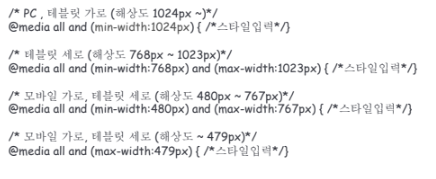 /* PC , 테블릿 가로 (해상도 1024px ~)*/
@media all and (min-width:1024px) { /*스타일입력*/}
/* 테블릿 세로 (해상도 768px ~ 1023px)*/
@media all and (min-width:768px) and (max-width:1023px) { /*스타일입력*/}
/* 모바일 가로, 테블릿 세로 (해상도 480px ~ 767px)*/
@media all and (min-width:480px) and (max-width:767px) { /*스타일입력*/}
/* 모바일 가로, 테블릿 세로 (해상도 ~ 479px)*/
@media all and (max-width:479px) { /*스타일입력*/}